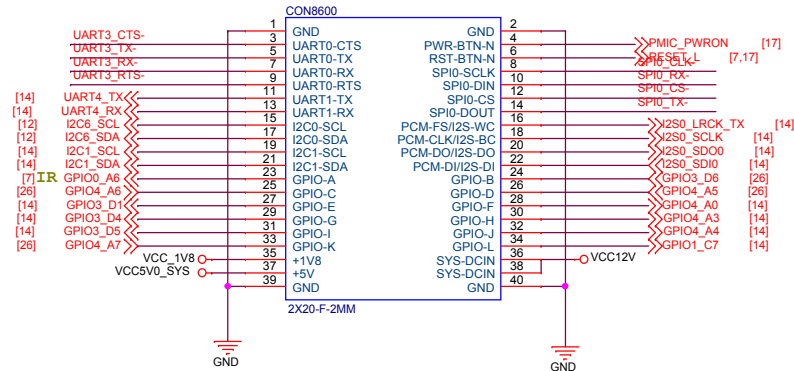 CON8600
1 GND GND 2
UART3_CTS- 3 UART0-CTS PWR-BTN-N 4 PMIC_PWRON [17]
UART3_TX- 5 UART0-TX RST-BTN-N 6 RESET_L [7,17]
UART3_RX- 7 UART0-RX SPI0-SCLK 8 SPI0_CLK-
UART3_RTS- 9 UART0-RTS SPI0-DIN 10 SPI0_RX-
[14] UART4_TX 11 UART1-TX SPI0-CS 12 SPI0_CS-
[14] UART4_RX 13 UART1-RX SPI0-DOUT 14 SPI0_TX-
[12] I2C6_SCL 15 I2C0-SCL PCM-FS/I2S-WC 16 I2S0_LRCK_TX [14]
[12] I2C6_SDA 17 I2C0-SDA PCM-CLK/I2S-BC 18 I2S0_SCLK [14]
[14] I2C1_SCL 19 I2C1-SCL PCM-DO/I2S-DO 20 I2S0_SDO0 [14]
[14] I2C1_SDA 21 I2C1-SDA PCM-DI/I2S-DI 22 I2S0_SDI0 [14]
[7] IR GPIO0_A6 23 GPIO-A GPIO-B 24 GPIO3_D6 [26]
[26] GPIO4_A6 25 GPIO-C GPIO-D 26 GPIO4_A5 [26]
[14] GPIO3_D1 27 GPIO-E GPIO-F 28 GPIO4_A0 [14]
[14] GPIO3_D4 29 GPIO-G GPIO-H 30 GPIO4_A3 [14]
[14] GPIO3_D5 31 GPIO-I GPIO-J 32 GPIO4_A4 [14]
[26] GPIO4_A7 33 GPIO-K GPIO-L 34 GPIO1_C7 [14]
VCC_1V8 35 +1V8 SYS-DCIN 36 VCC12V
VCC5V0_SYS 37 +5V SYS-DCIN 38
39 GND GND 40
2X20-F-2MM
GND GND